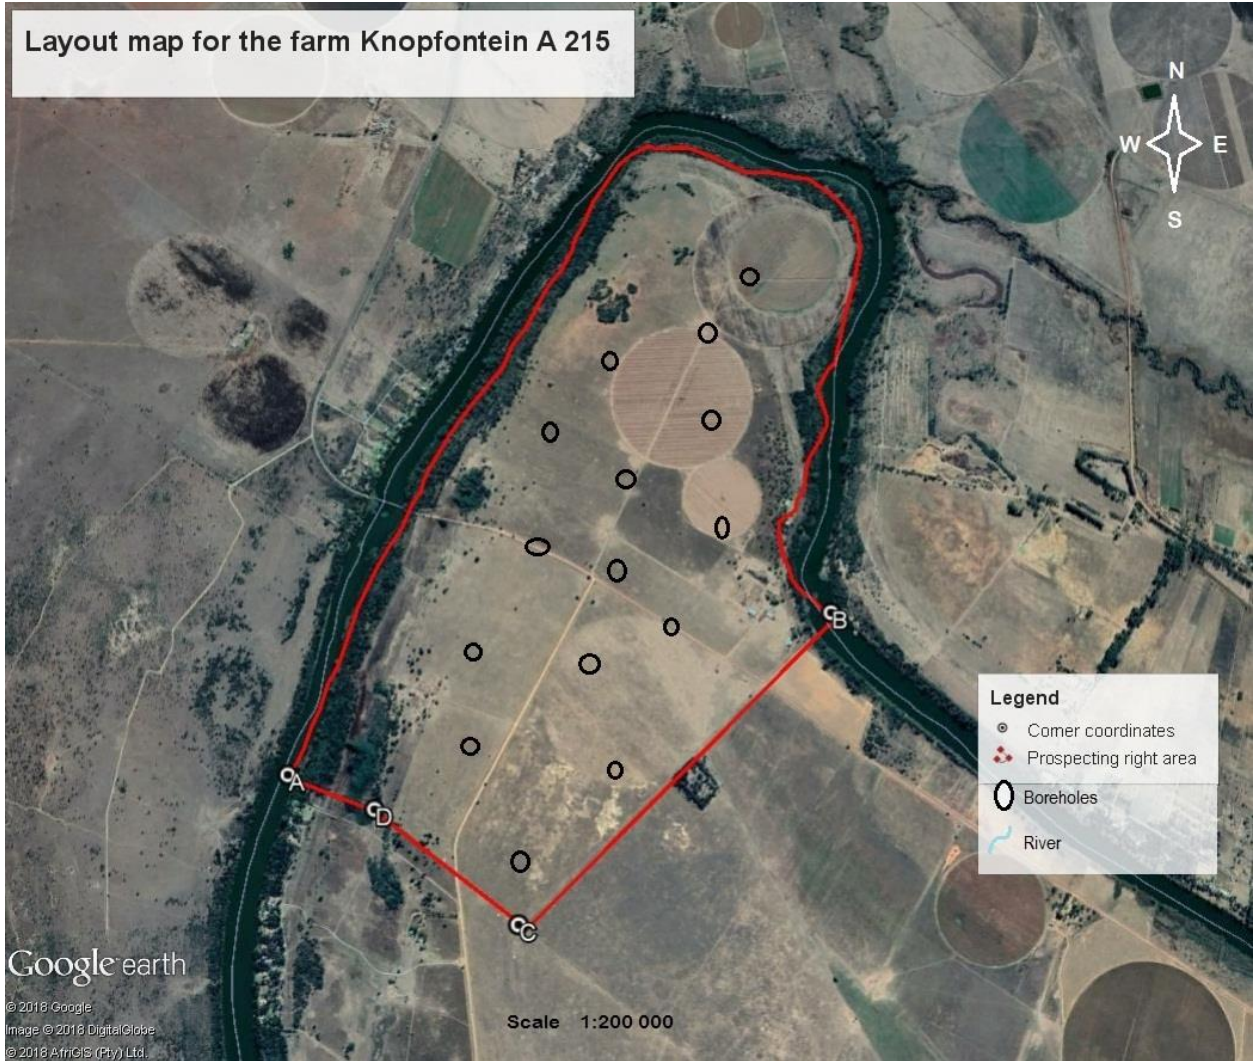 Layout map for the farm Knopfontein A 215
N
W E
S
B
Legend
Corner coordinates
Prospecting right area
Boreholes
River
A
D
C
Google earth
© 2018 Google
Image © 2018 DigitalGlobe
© 2018 AfriGIS (Pty) Ltd.
Scale 1:200 000